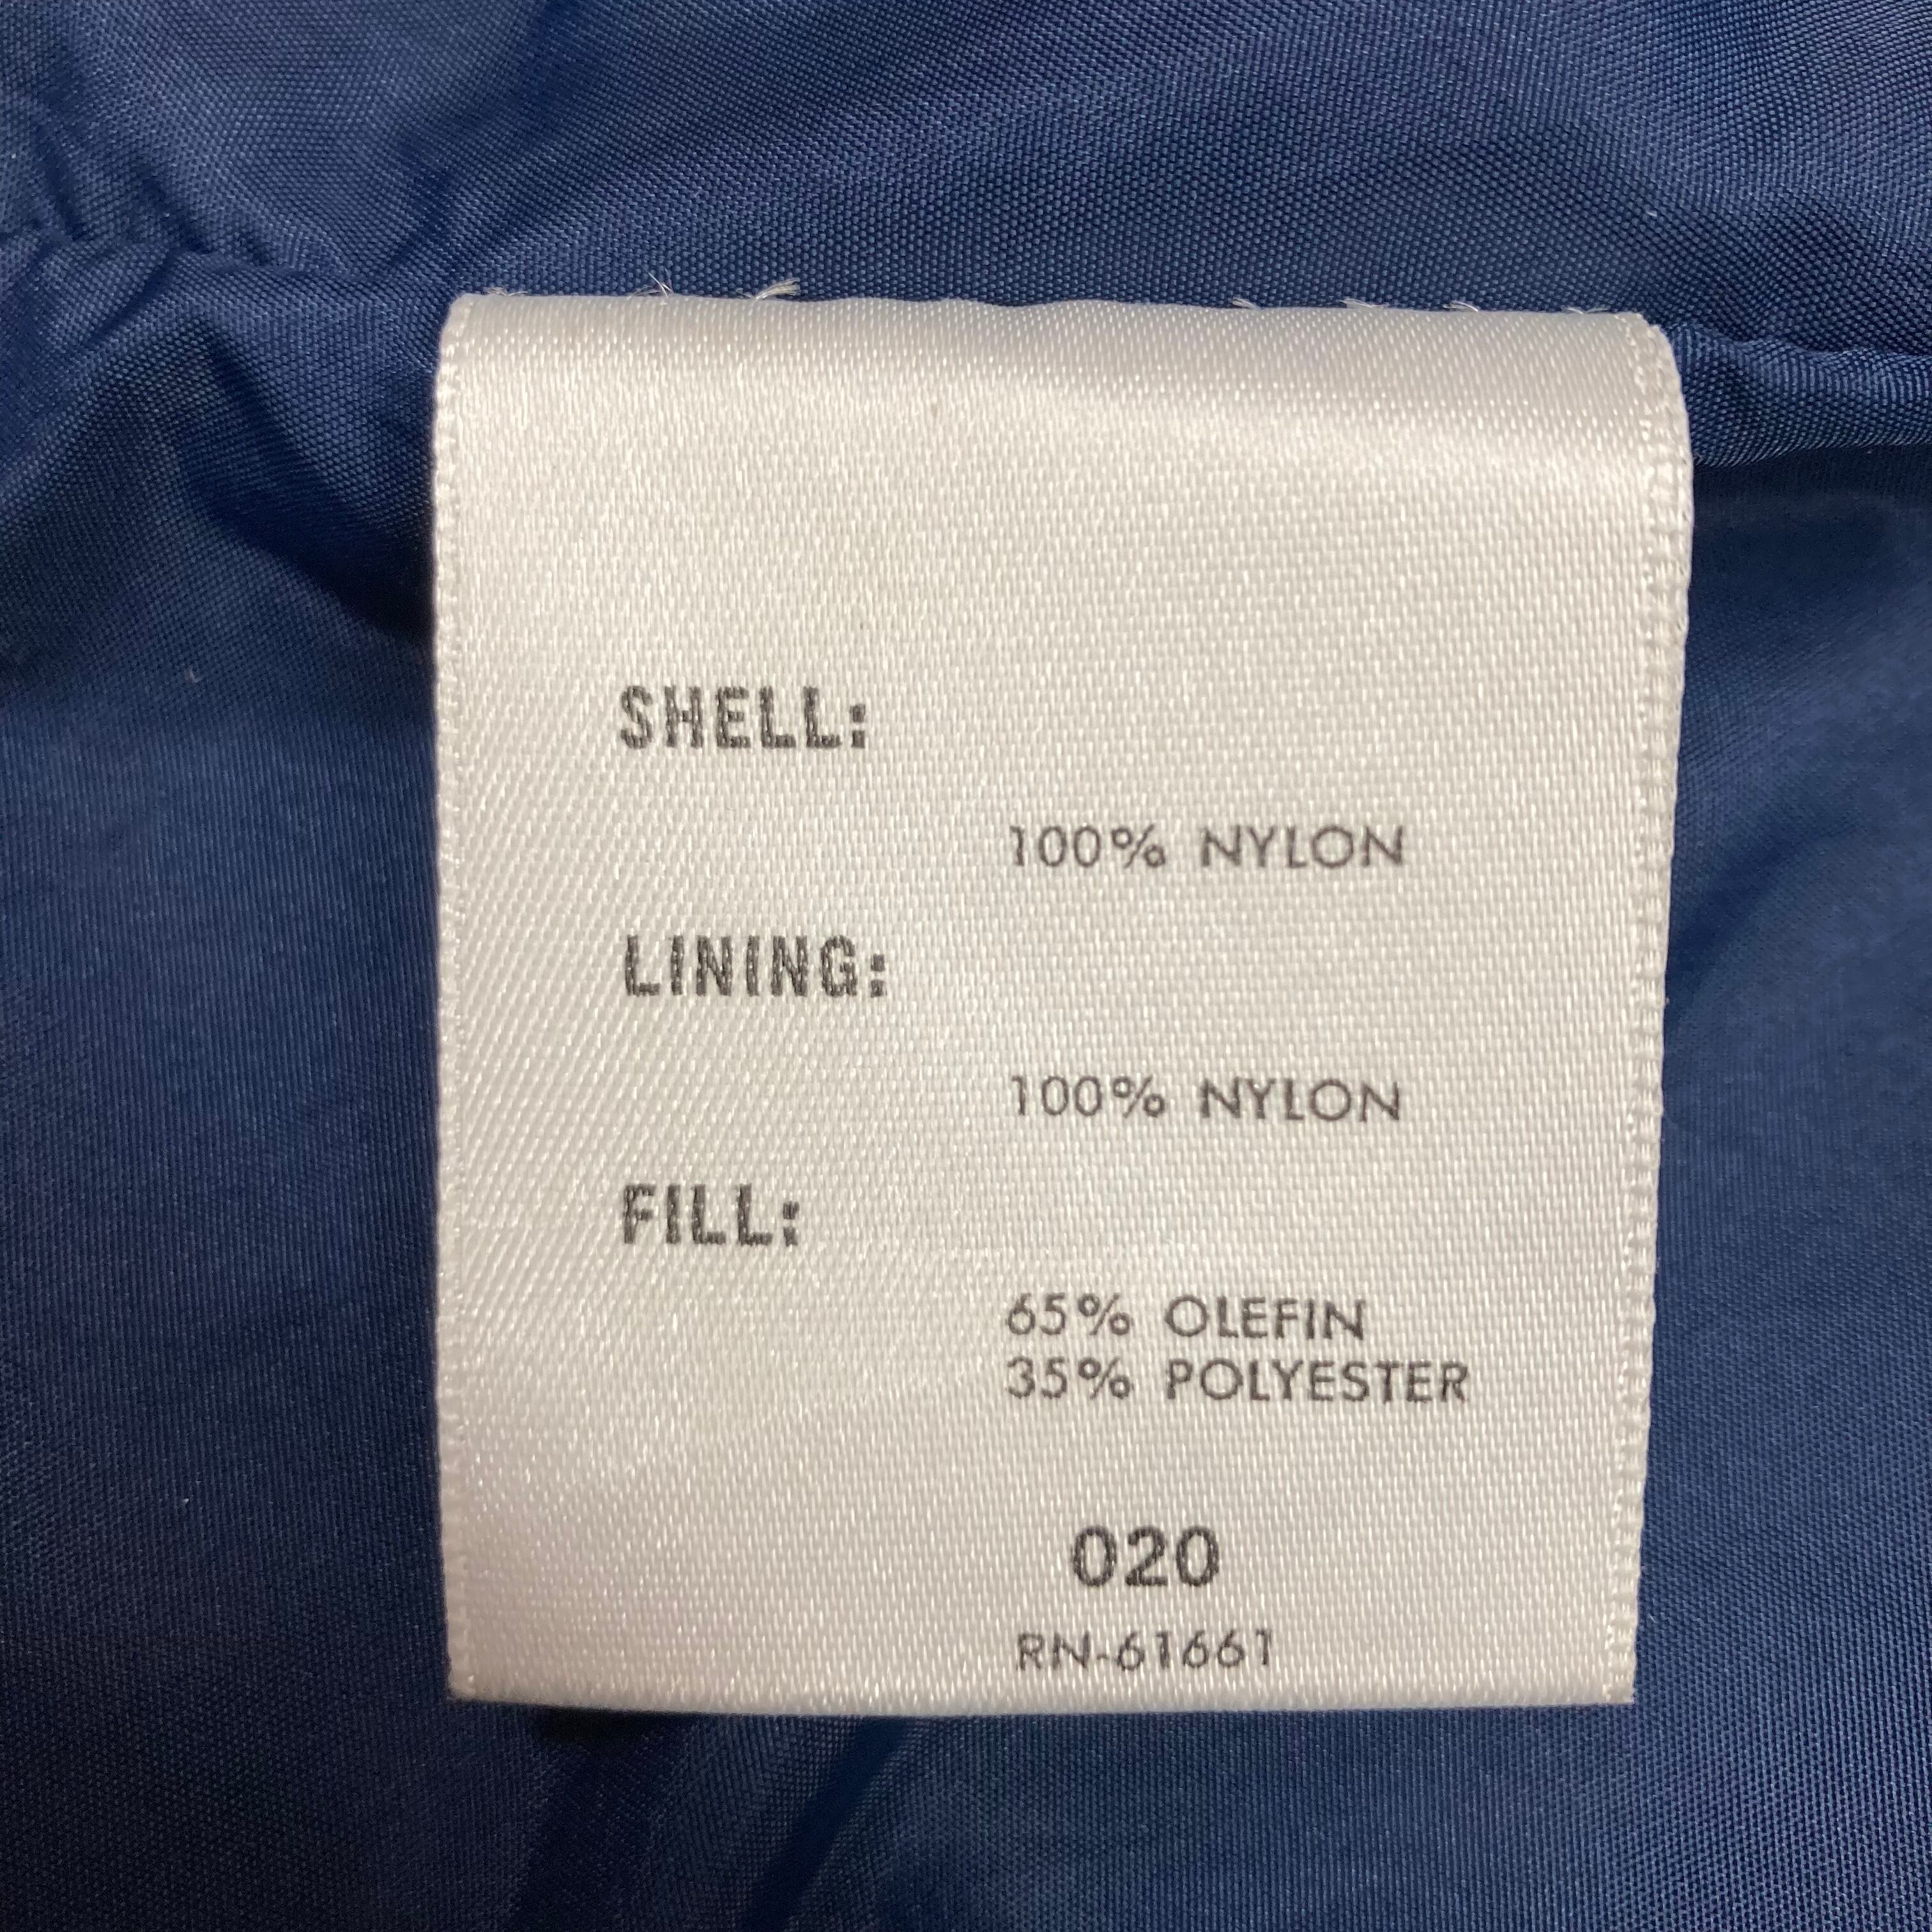 SHELL:
100% NYLON
LINING:
100% NYLON
FILL:
65% OLEFIN
35% POLYESTER
020
RN-61661